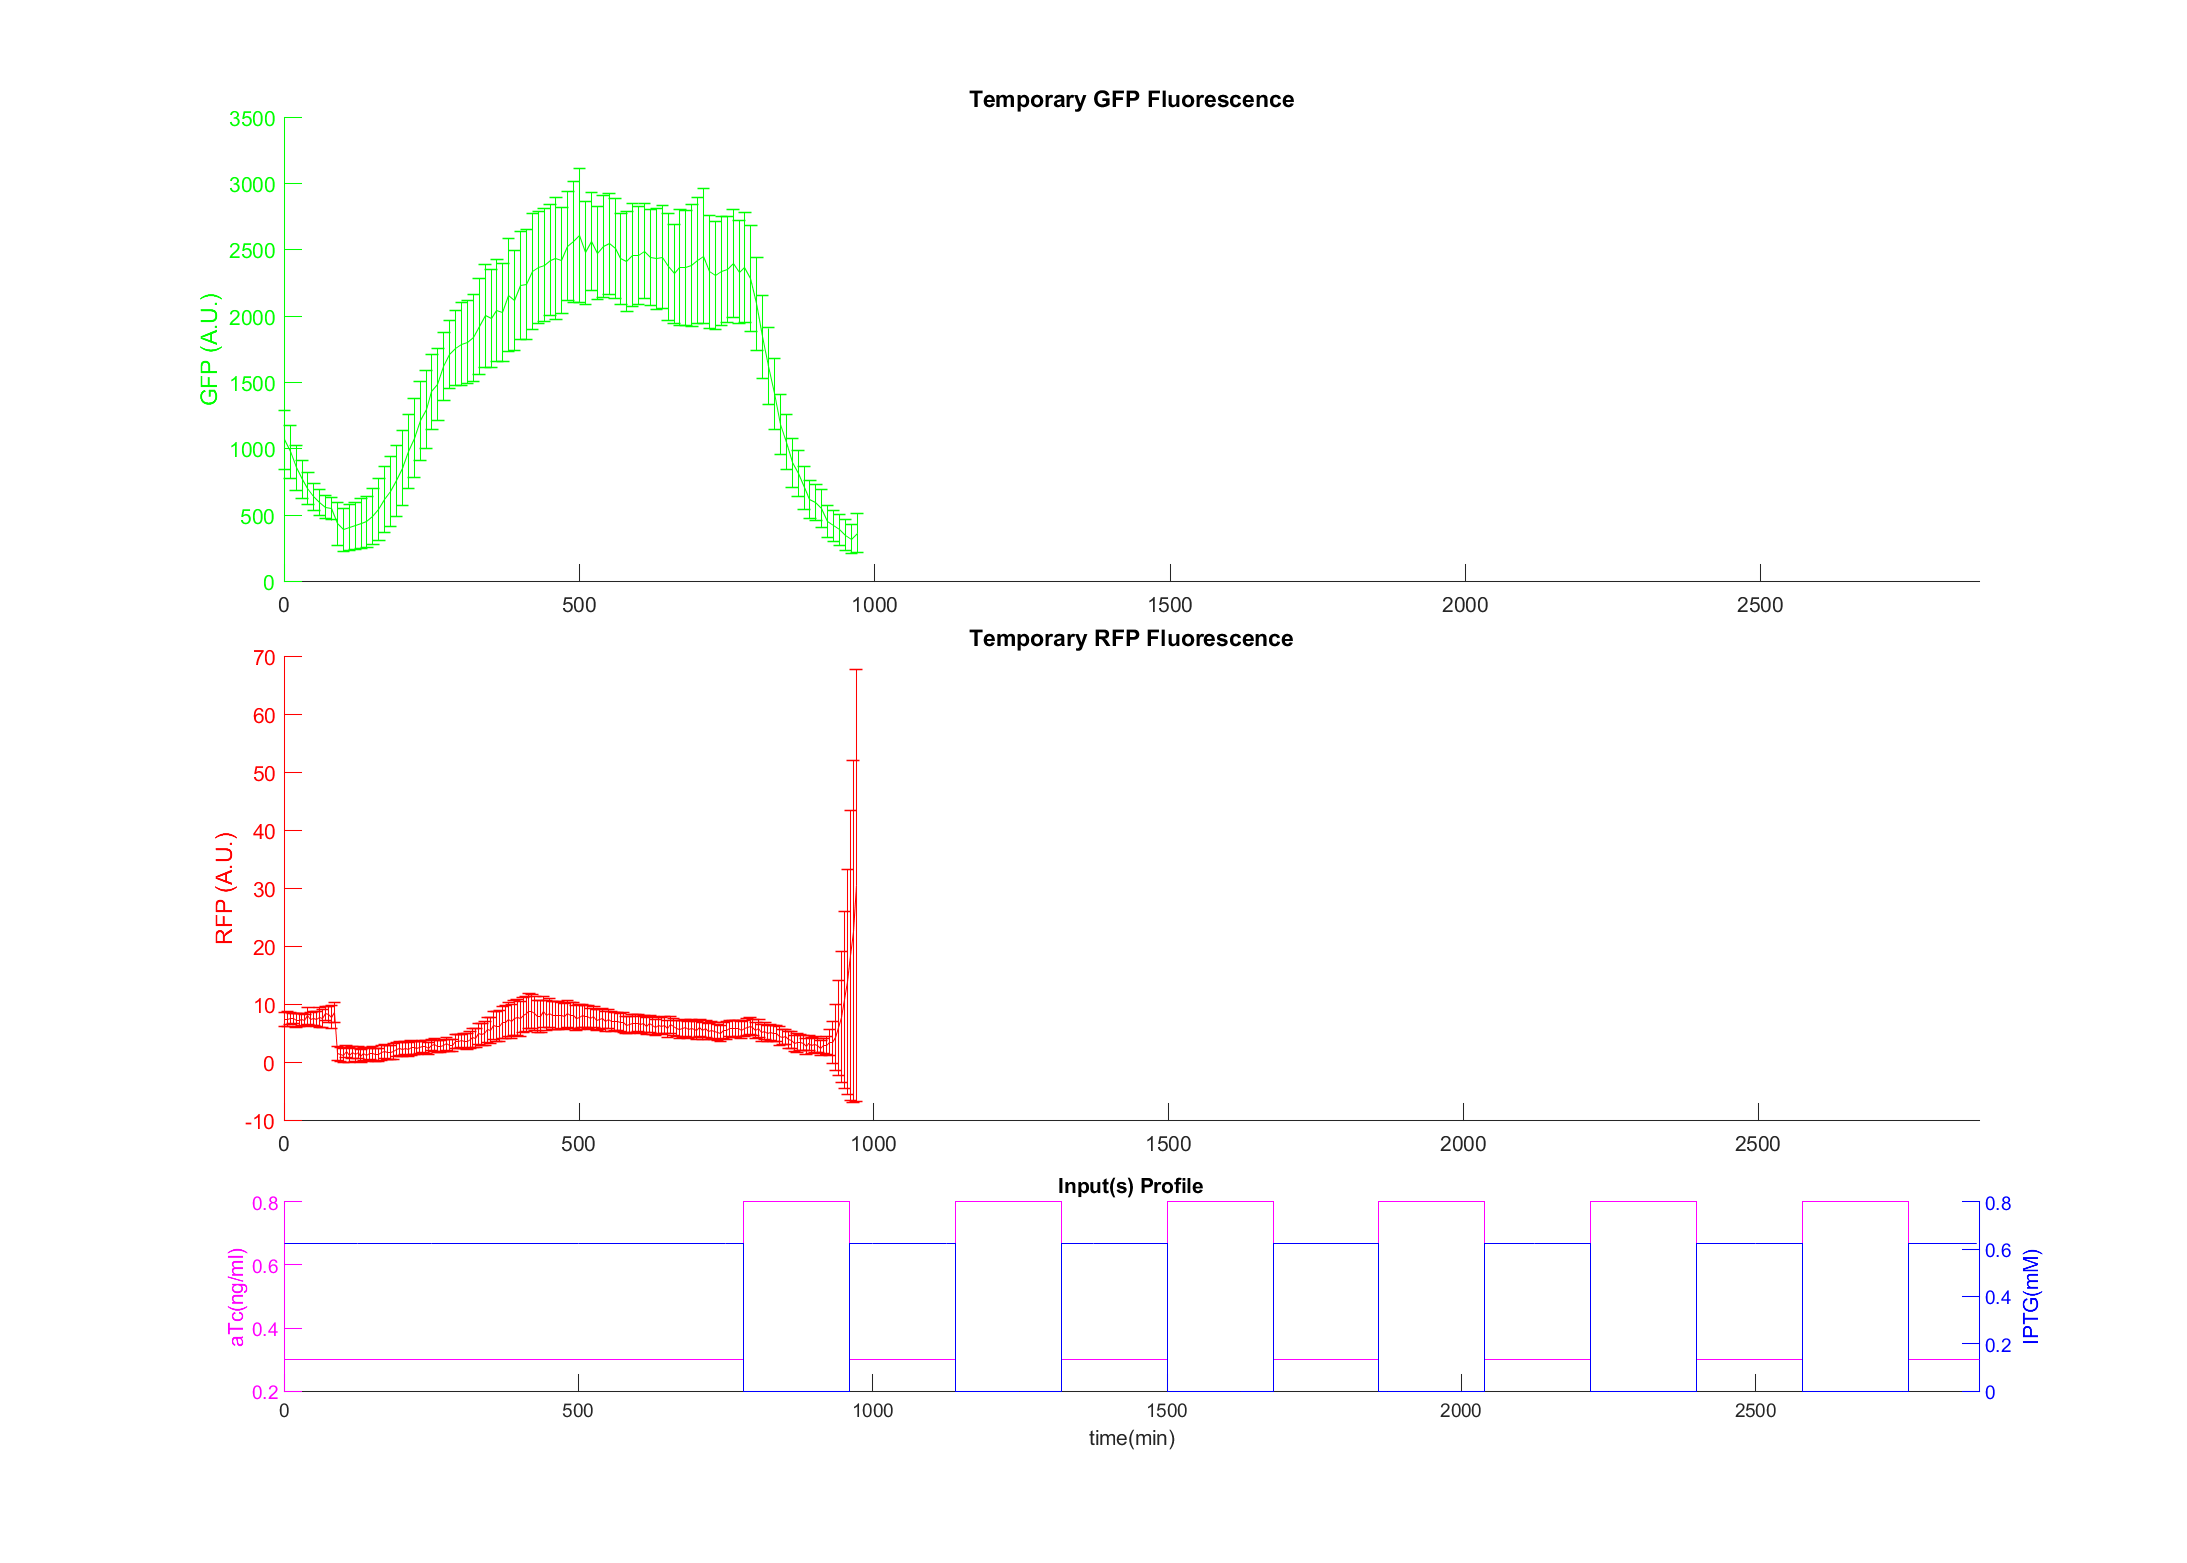 Temporary GFP Fluorescence
3500
3000
2500
2000
1500
1000
500
0
GFP (A.U.)
0 500 1000 1500 2000 2500
Temporary RFP Fluorescence
70
60
50
40
30
20
10
0
-10
RFP (A.U.)
0 500 1000 1500 2000 2500
Input(s) Profile
0.8
0.6
0.4
0.2
aTc(ng/ml)
0.8
0.6
0.4
0.2
0
IPTG(mM)
0 500 1000 1500 2000 2500
time(min)